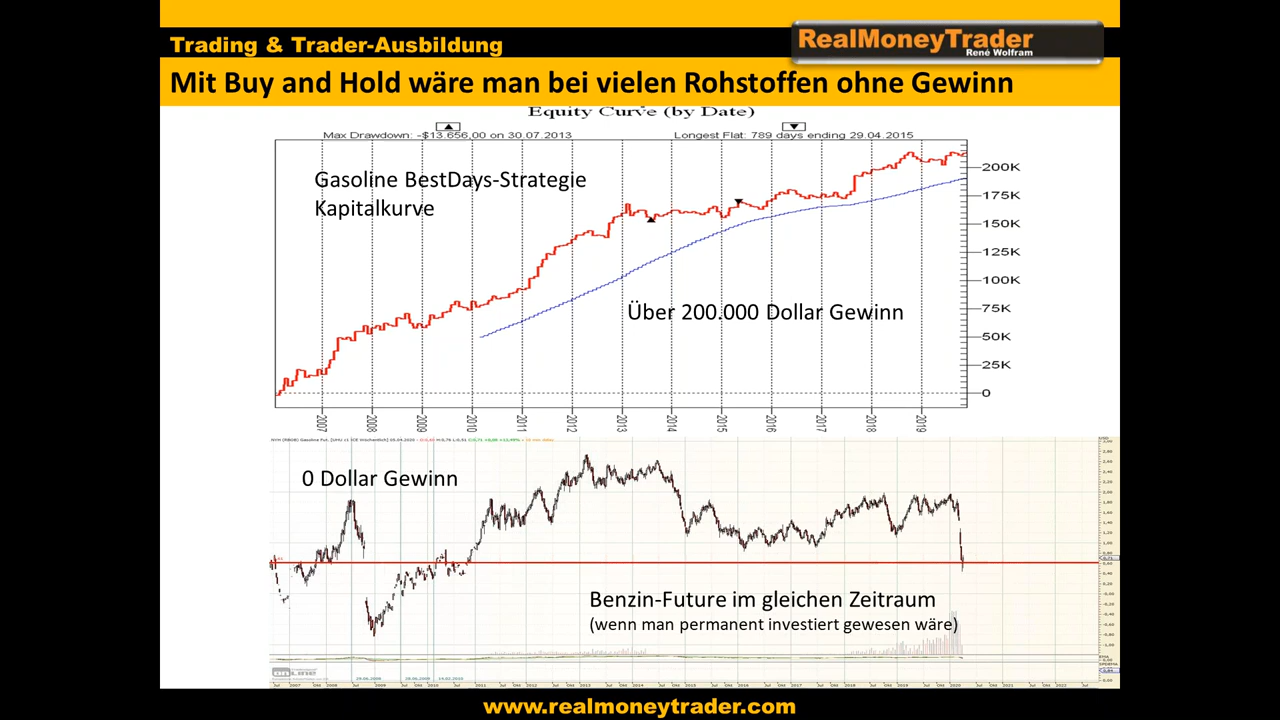 Trading & Trader-Ausbildung
RealMoneyTrader
René Wolfram
Mit Buy and Hold wäre man bei vielen Rohstoffen ohne Gewinn
Equity Curve (by Date)
Max Drawdown: -$13.656,00 on 30.07.2013
Longest Flat: 789 days ending 29.04.2015
Gasoline BestDays-Strategie
Kapitalkurve
200K
175K
150K
125K
100K
75K
50K
25K
0
Über 200.000 Dollar Gewinn
2007 2008 2009 2010 2011 2012 2013 2014 2015 2016 2017 2018 2019
0 Dollar Gewinn
Benzin-Future im gleichen Zeitraum
(wenn man permanent investiert gewesen wäre)
www.realmoneytrader.com